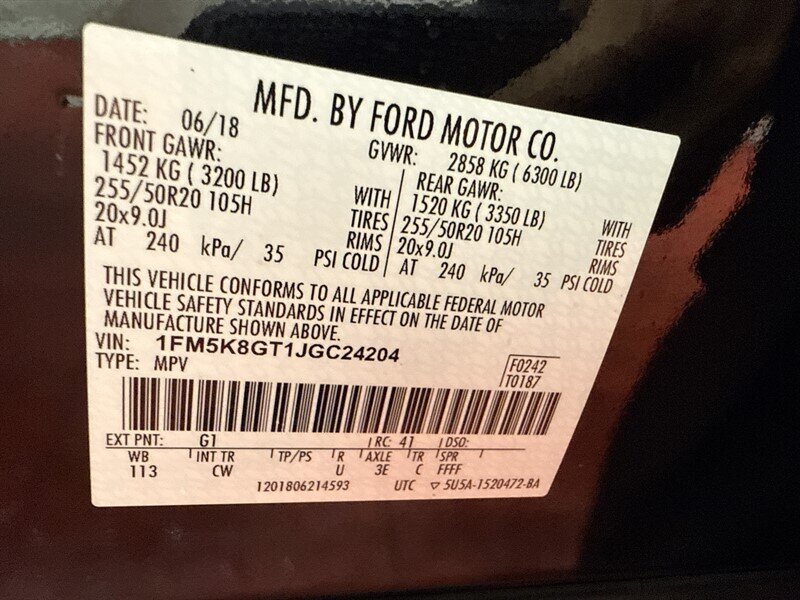 MFD. BY FORD MOTOR CO.
DATE: 06/18 GVWR: 2858 KG ( 6300 LB)
FRONT GAWR: REAR GAWR:
1452 KG ( 3200 LB) WITH 1520 KG ( 3350 LB) WITH
255/50R20 105H TIRES 255/50R20 105H TIRES
20x9.0J RIMS 20x9.0J RIMS
AT 240 kPa/ 35 PSI COLD AT 240 kPa/ 35 PSI COLD
THIS VEHICLE CONFORMS TO ALL APPLICABLE FEDERAL MOTOR
VEHICLE SAFETY STANDARDS IN EFFECT ON THE DATE OF
MANUFACTURE SHOWN ABOVE.
VIN: 1FM5K8GT1JGC24204
TYPE: MPV
F0242
T0187
EXT PNT: G1 RC: 41 DSO:
WB INT TR TP/PS R AXLE TR SPR
113 CW U 3E C FFFF
1201806214593 UTC ▽ 5U5A-1520472-BA